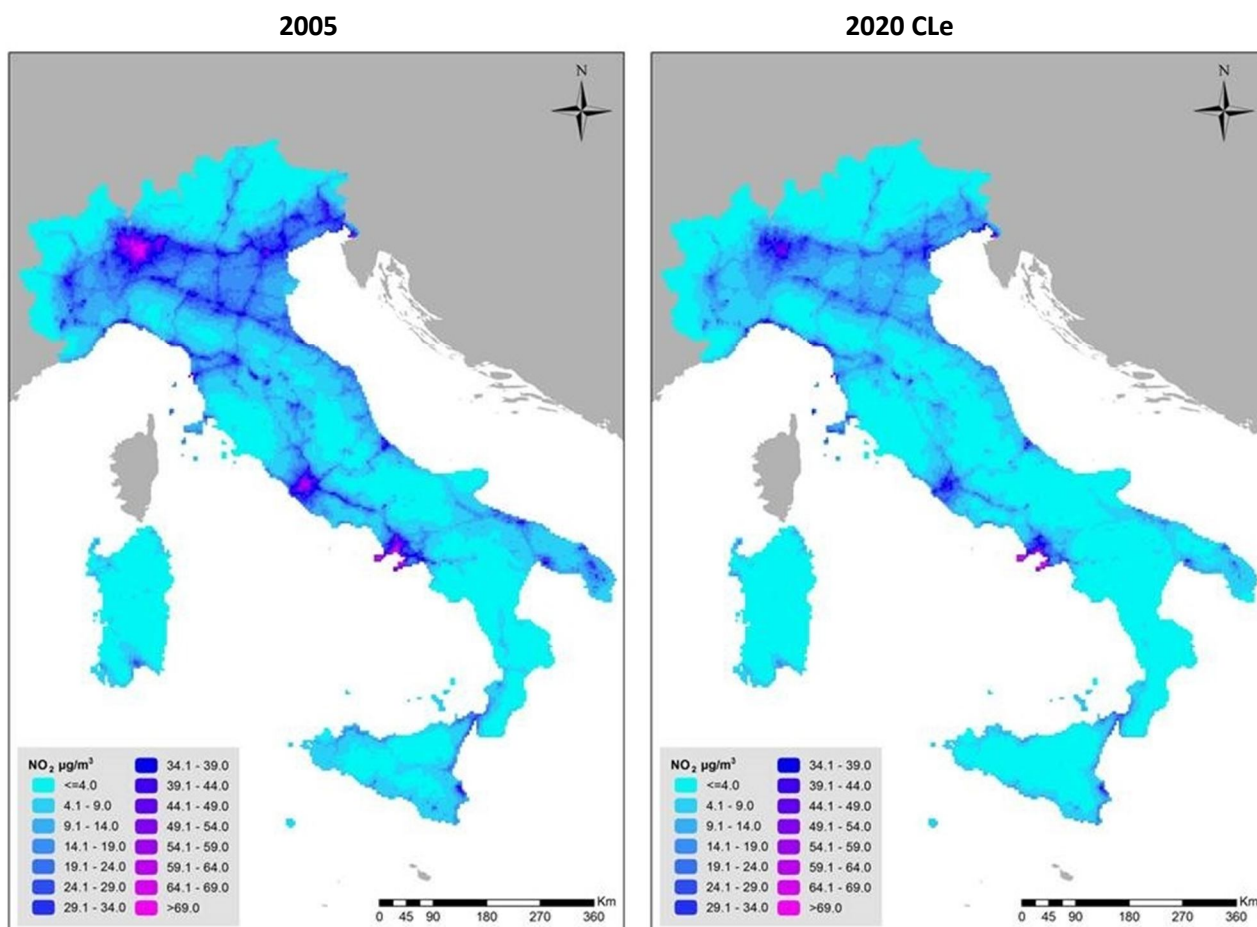 2005
2020 CLe
N
N
NO₂ µg/m³
<=4.0
4.1 - 9.0
9.1 - 14.0
14.1 - 19.0
19.1 - 24.0
24.1 - 29.0
29.1 - 34.0
34.1 - 39.0
39.1 - 44.0
44.1 - 49.0
49.1 - 54.0
54.1 - 59.0
59.1 - 64.0
64.1 - 69.0
>69.0
Km
0 45 90 180 270 360
NO₂ µg/m³
<=4.0
4.1 - 9.0
9.1 - 14.0
14.1 - 19.0
19.1 - 24.0
24.1 - 29.0
29.1 - 34.0
34.1 - 39.0
39.1 - 44.0
44.1 - 49.0
49.1 - 54.0
54.1 - 59.0
59.1 - 64.0
64.1 - 69.0
>69.0
Km
0 45 90 180 270 360